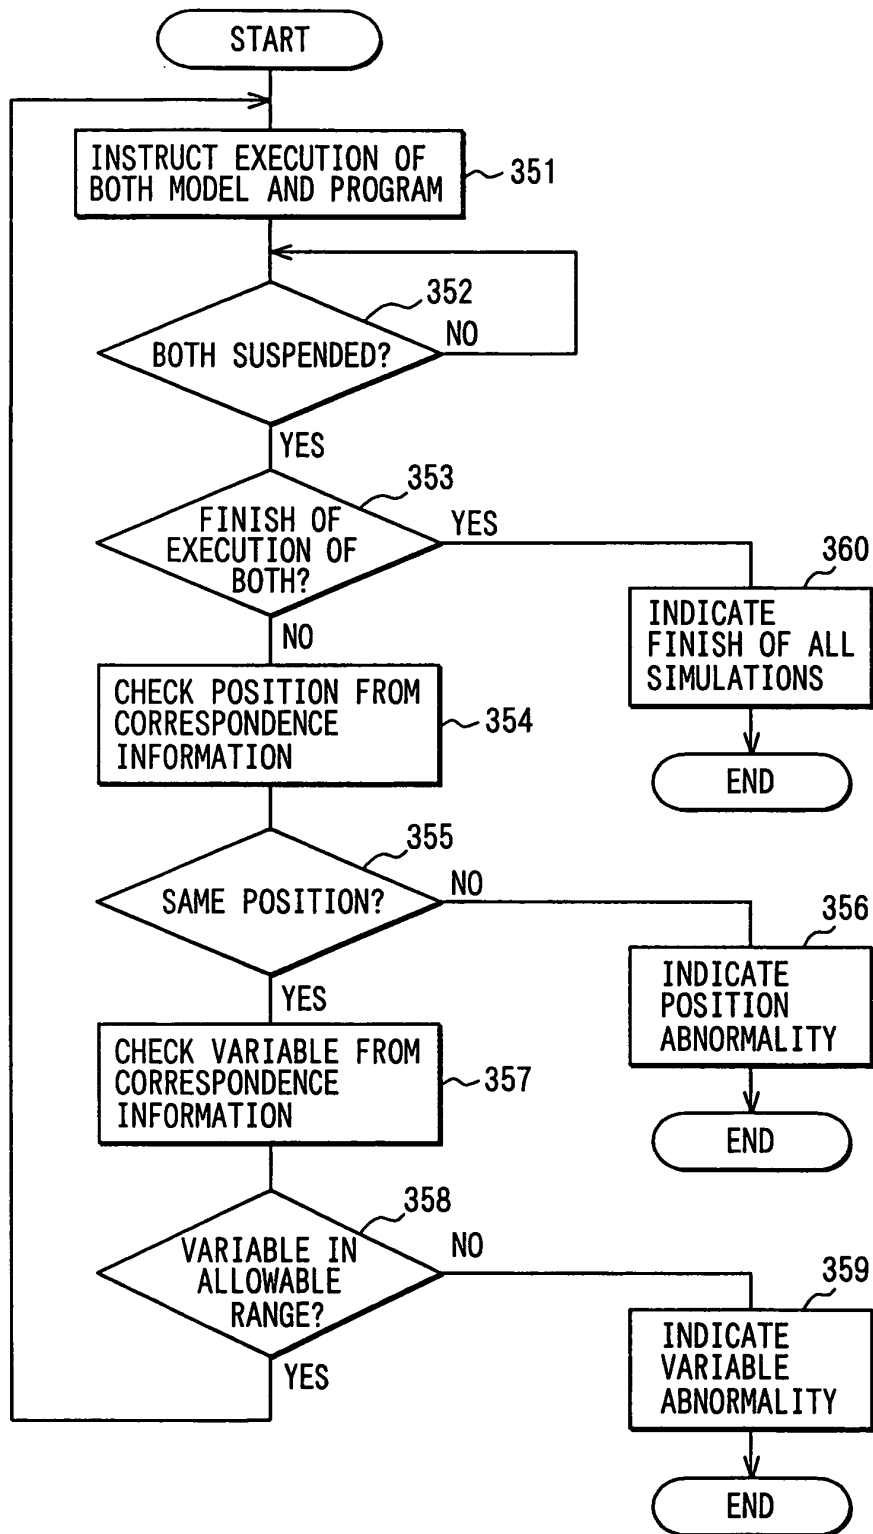 START
INSTRUCT EXECUTION OF
BOTH MODEL AND PROGRAM
351
352
BOTH SUSPENDED?
NO
YES
353
FINISH OF
EXECUTION OF
BOTH?
YES
NO
360
INDICATE
FINISH OF ALL
SIMULATIONS
END
CHECK POSITION FROM
CORRESPONDENCE
INFORMATION
354
355
SAME POSITION?
NO
YES
356
INDICATE
POSITION
ABNORMALITY
END
CHECK VARIABLE FROM
CORRESPONDENCE
INFORMATION
357
358
VARIABLE IN
ALLOWABLE
RANGE?
NO
YES
359
INDICATE
VARIABLE
ABNORMALITY
END